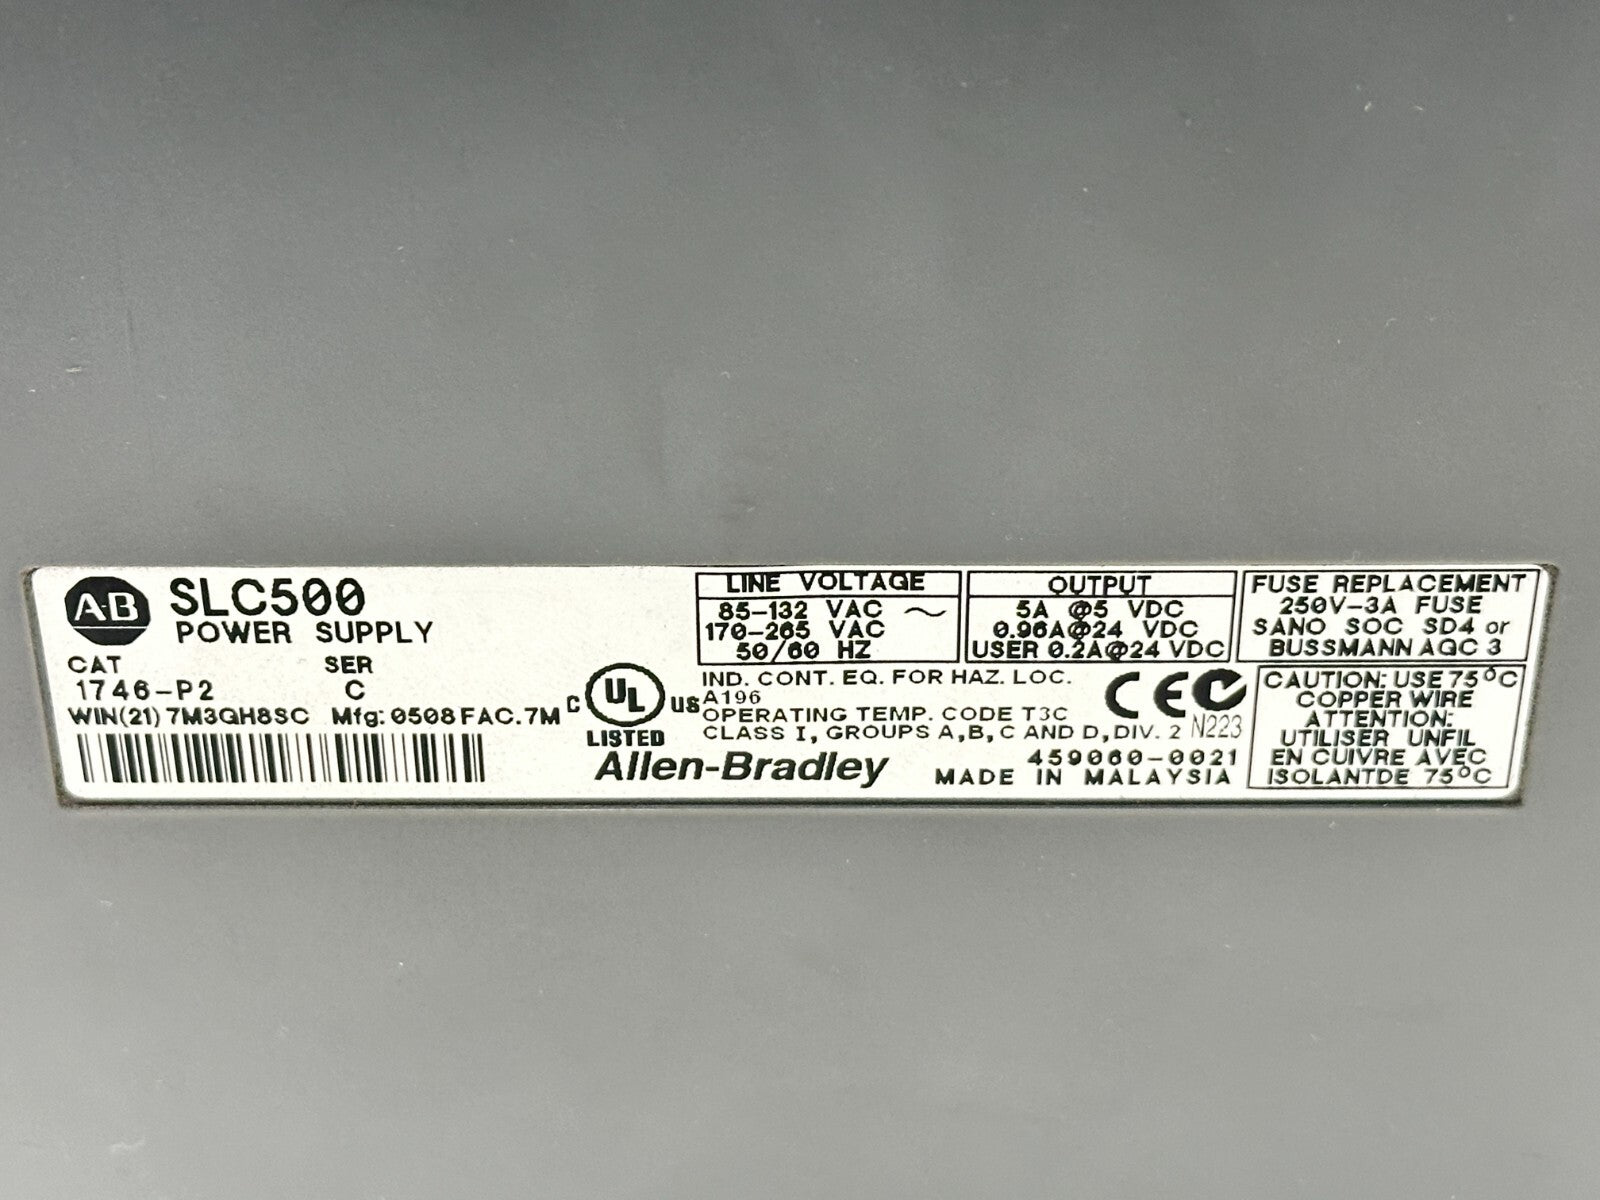 A-B
SLC500
POWER SUPPLY
CAT SER
1746-P2 C
WIN(21) 7M3QH8SC Mfg: 0508 FAC. 7M
C UL US
LISTED
Allen-Bradley
LINE VOLTAGE
85-132 VAC ~
170-265 VAC
50/60 HZ
OUTPUT
5A @5 VDC
0.96A@24 VDC
USER 0.2A@24 VDC
FUSE REPLACEMENT
250V-3A FUSE
SANO SOC SD4 or
BUSSMANN AGC 3
IND. CONT. EQ. FOR HAZ. LOC.
A196
OPERATING TEMP. CODE T3C
CLASS I, GROUPS A, B, C AND D, DIV. 2
CE
N223
459060-0021
MADE IN MALAYSIA
CAUTION: USE 75°C
COPPER WIRE
ATTENTION:
UTILISER UNFIL
EN CUIVRE AVEC
ISOLANTDE 75°C